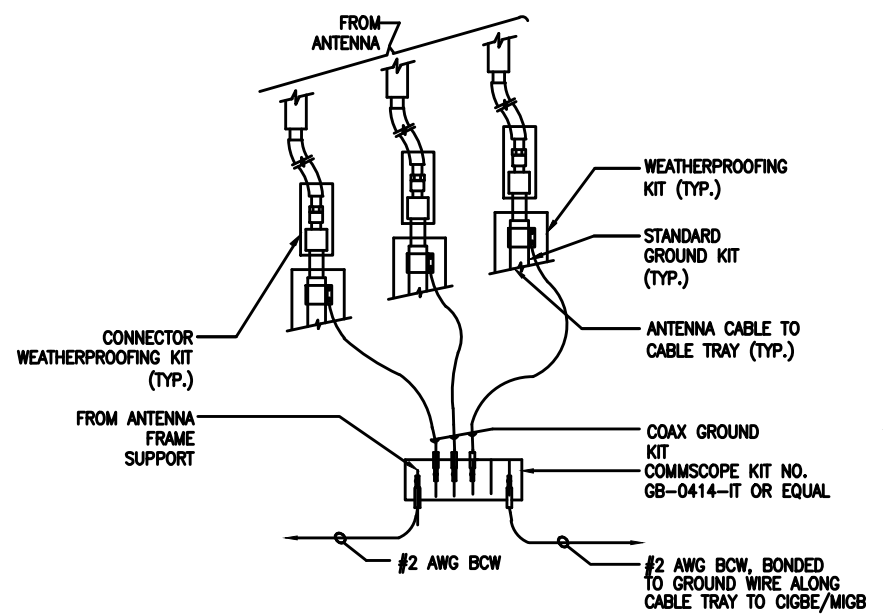 FROM
ANTENNA
WEATHERPROOFING
KIT (TYP.)
STANDARD
GROUND KIT
(TYP.)
ANTENNA CABLE TO
CABLE TRAY (TYP.)
CONNECTOR
WEATHERPROOFING KIT
(TYP.)
FROM ANTENNA
FRAME
SUPPORT
COAX GROUND
KIT
COMMSCOPE KIT NO.
GB-0414-IT OR EQUAL
#2 AWG BCW
#2 AWG BCW, BONDED
TO GROUND WIRE ALONG
CABLE TRAY TO CIGBE/MIGB